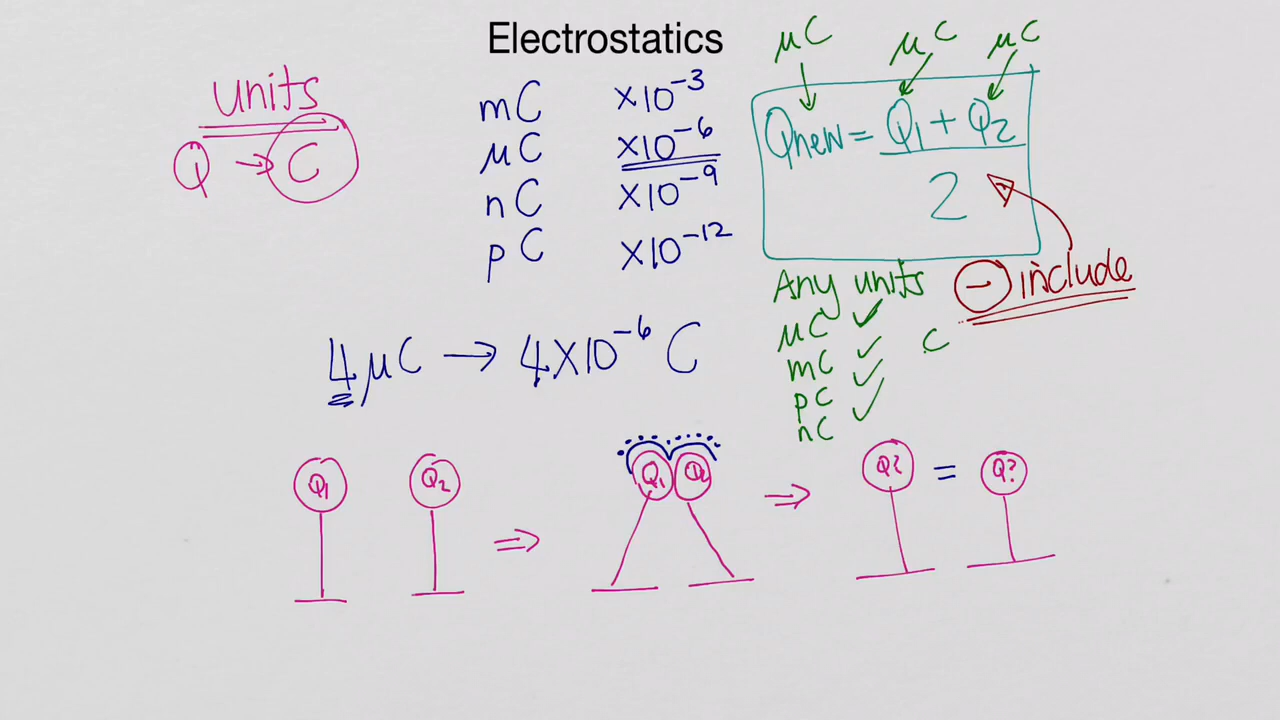 Electrostatics
units
Q → C
mC ×10⁻³
μC ×10⁻⁶
nC ×10⁻⁹
pC ×10⁻¹²
4μC → 4×10⁻⁶ C
μC μC μC
Qnew = Q₁ + Q₂
2
⊖ include
Any units
μC ✓
mC ✓ C
pC ✓
nC ✓
Q₁ Q₂ ⇒ Q₁ Q₂ ⇒ Q? = Q?